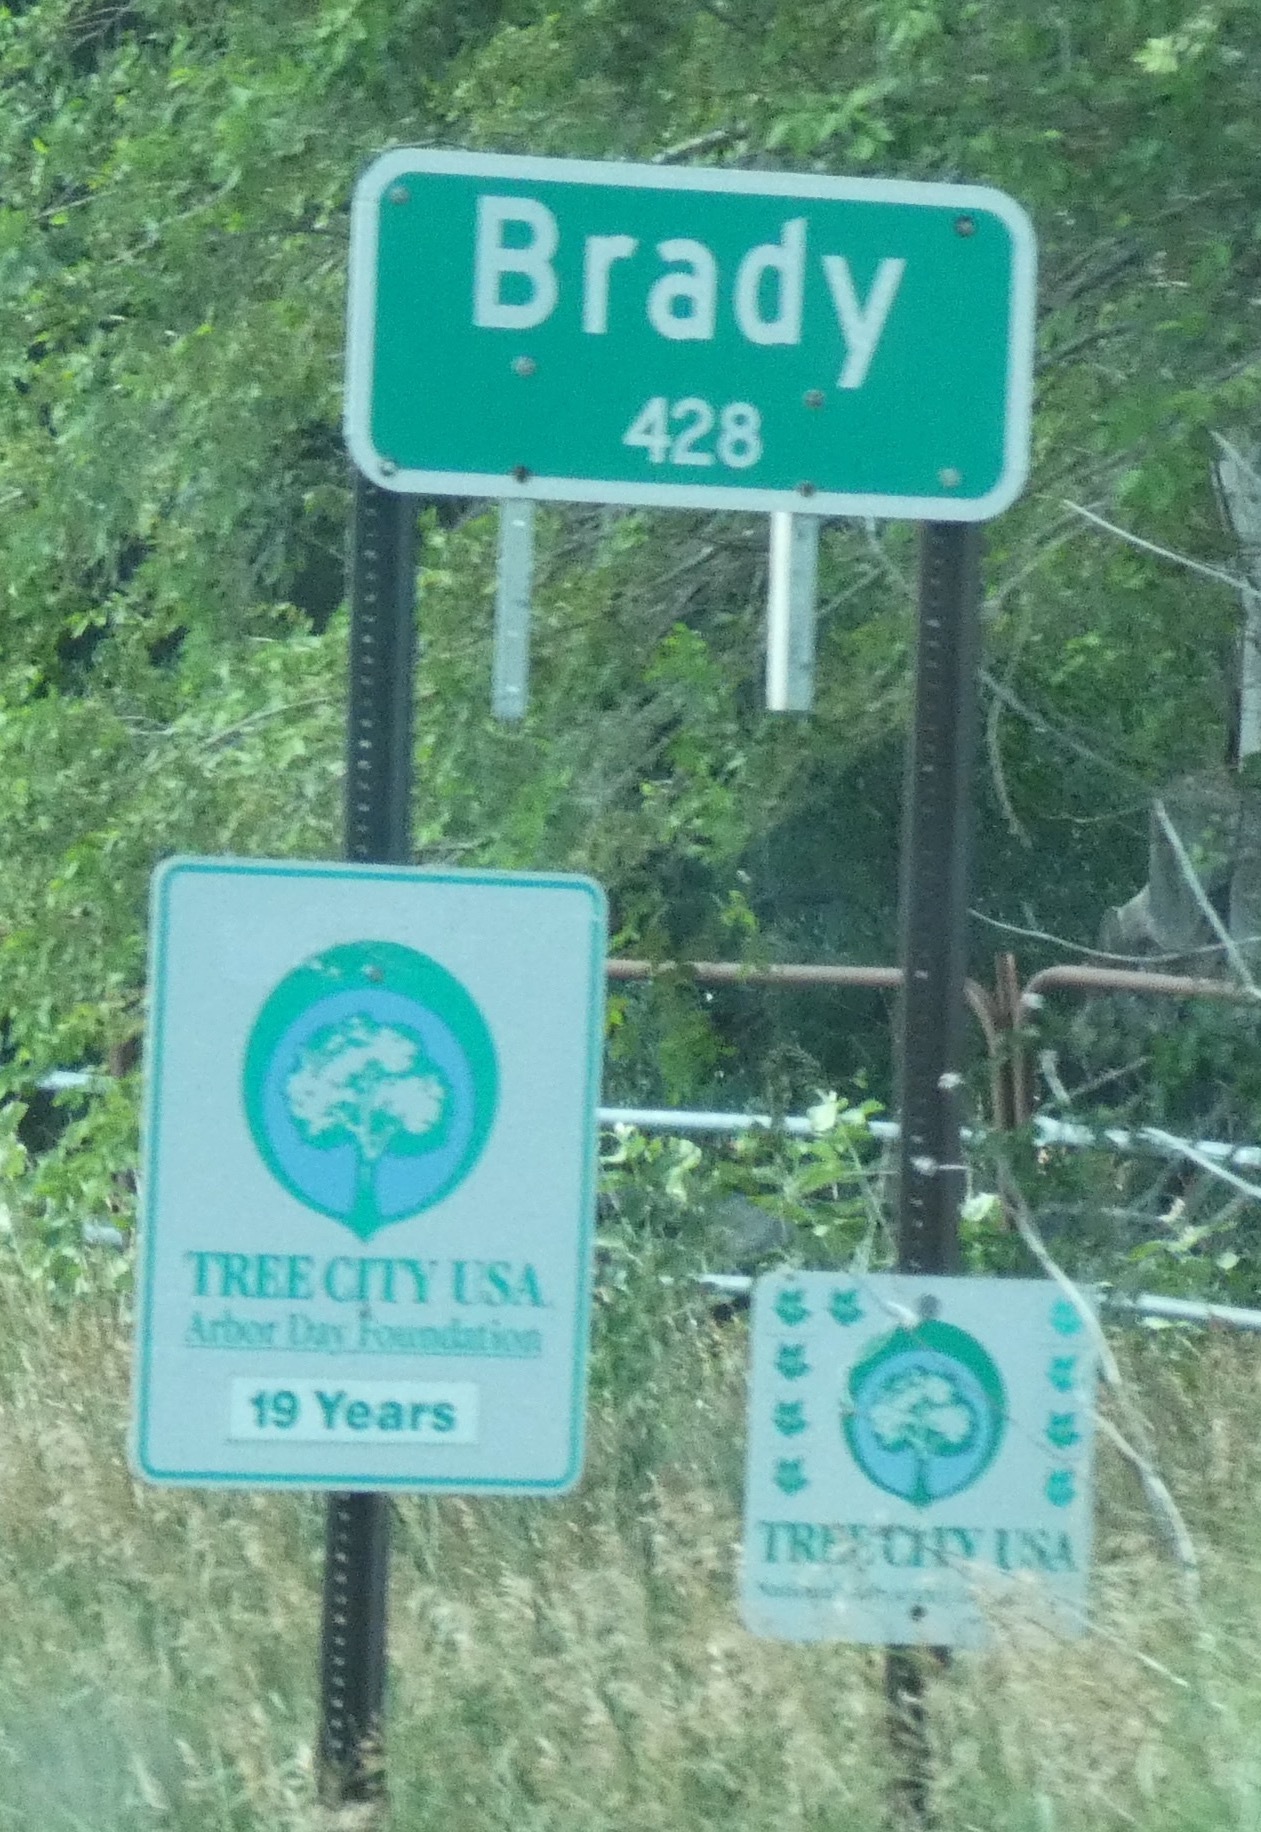 Brady
428
TREE CITY USA
Arbor Day Foundation
19 Years
TREE CITY USA